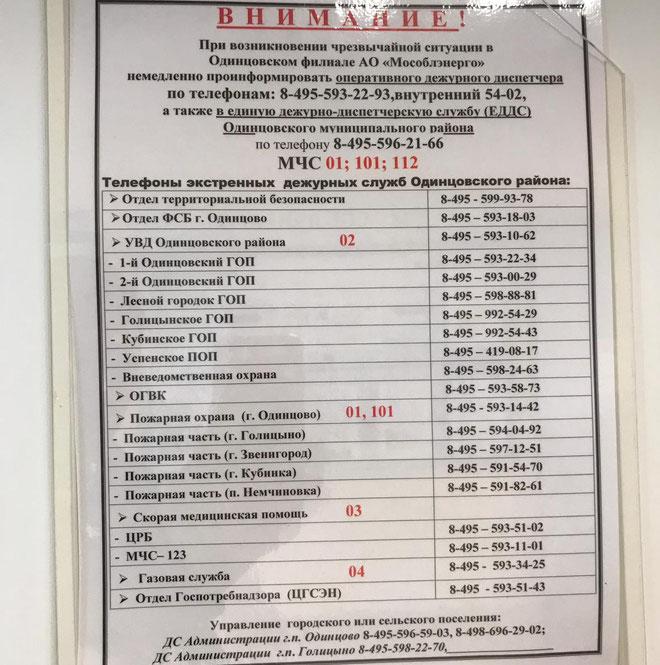 ВНИМАНИЕ!
При возникновении чрезвычайной ситуации в
Одинцовском филиале АО «Мособлэнерго»
немедленно проинформировать оперативного дежурного диспетчера
по телефонам: 8-495-593-22-93,внутренний 54-02,
а также в единую дежурно-диспетчерскую службу (ЕДДС)
Одинцовского муниципального района
по телефону 8-495-596-21-66
МЧС 01; 101; 112
Телефоны экстренных дежурных служб Одинцовского района:
➢ Отдел территориальной безопасности 8-495 - 599-93-78
➢ Отдел ФСБ г. Одинцово 8-495 – 593-18-03
➢ УВД Одинцовского района 02 8-495 – 593-10-62
- 1-й Одинцовский ГОП 8-495 – 593-22-34
- 2-й Одинцовский ГОП 8-495 – 593-00-29
- Лесной городок ГОП 8-495 – 598-88-81
- Голицынское ГОП 8-495 – 992-54-29
- Кубинское ГОП 8-495 – 992-54-43
- Успенское ПОП 8-495 – 419-08-17
- Вневедомственная охрана 8-495 – 598-24-63
➢ ОГВК 8-495 – 593-58-73
➢ Пожарная охрана (г. Одинцово) 01, 101 8-495 - 593-14-42
- Пожарная часть (г. Голицыно) 8-495 – 594-04-92
- Пожарная часть (г. Звенигород) 8-495 – 597-12-51
- Пожарная часть (г. Кубинка) 8-495 – 591-54-70
- Пожарная часть (п. Немчиновка) 8-495 – 591-82-61
➢ Скорая медицинская помощь 03
- ЦРБ 8-495 – 593-51-02
- МЧС– 123 8-495 – 593-11-01
➢ Газовая служба 04 8-495 - 593-34-25
➢ Отдел Госпотребнадзора (ЦГСЭН) 8-495 - 593-51-43
Управление городского или сельского поселения:
ДС Администрации г.п. Одинцово 8-495-596-59-03, 8-498-696-29-02;
ДС Администрации г.п. Голицыно 8-495-598-22-70,